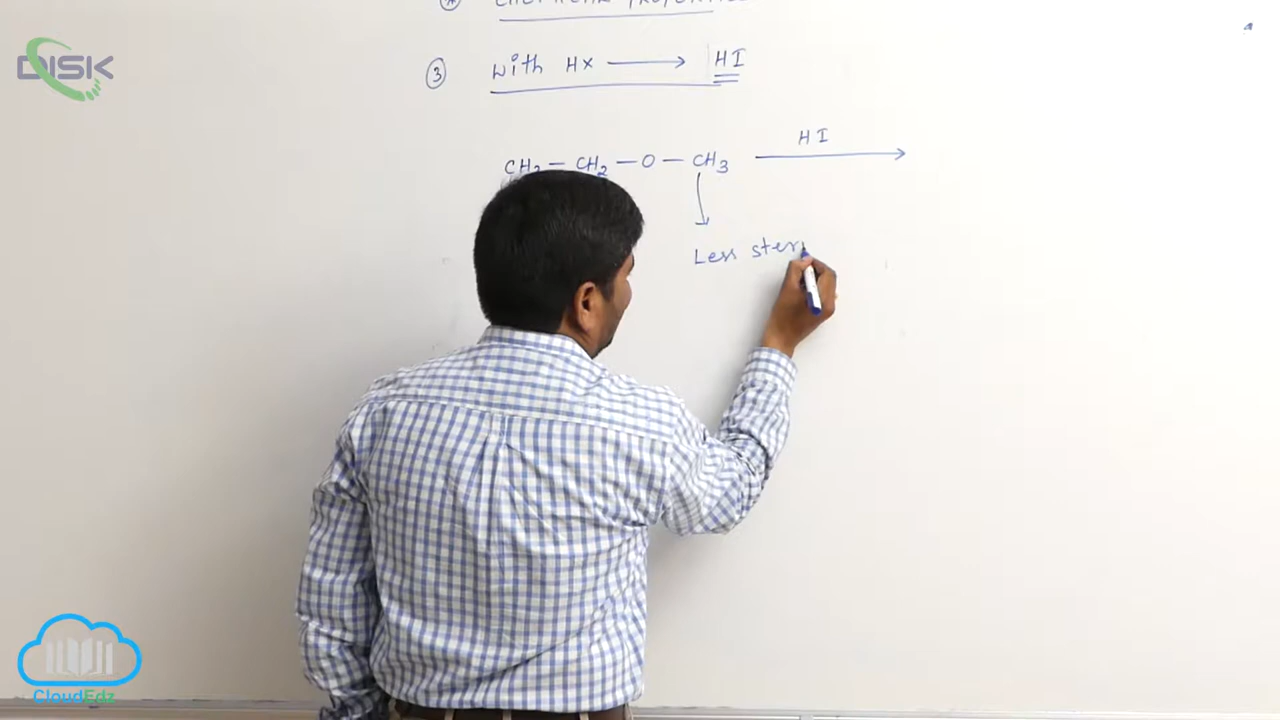 DISK
③ with HX ⟶ HI
CH3 — CH2 — O — CH3
HI
Less ster
CloudEdz